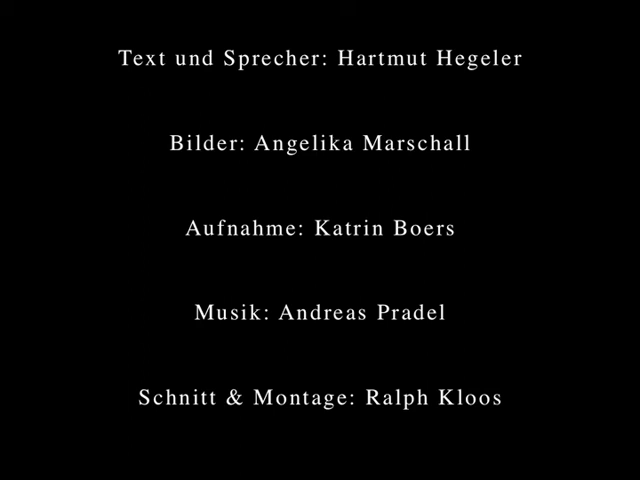 Text und Sprecher: Hartmut Hegeler
Bilder: Angelika Marschall
Aufnahme: Katrin Boers
Musik: Andreas Pradel
Schnitt & Montage: Ralph Kloos